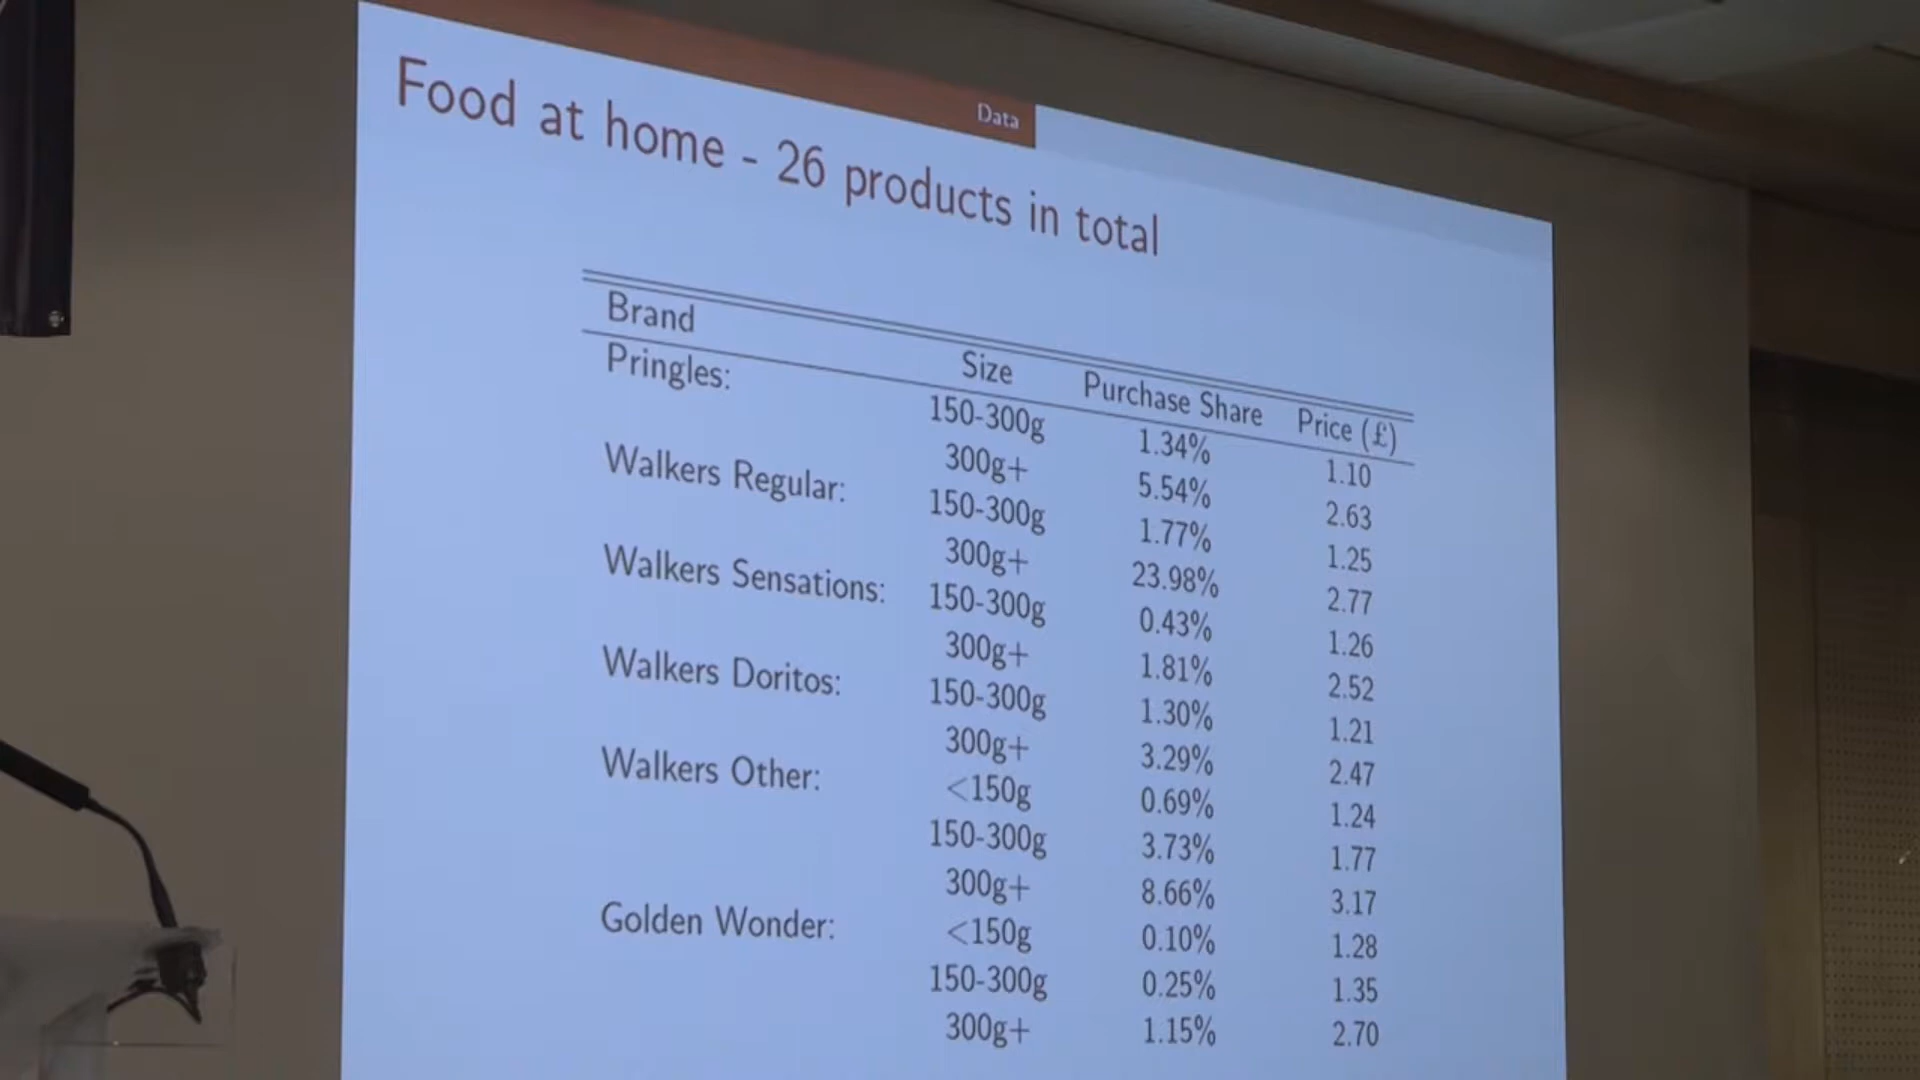 Data
Food at home - 26 products in total
Brand Size Purchase Share Price (£)
Pringles: 150-300g 1.34% 1.10
300g+ 5.54% 2.63
Walkers Regular: 150-300g 1.77% 1.25
300g+ 23.98% 2.77
Walkers Sensations: 150-300g 0.43% 1.26
300g+ 1.81% 2.52
Walkers Doritos: 150-300g 1.30% 1.21
300g+ 3.29% 2.47
Walkers Other: <150g 0.69% 1.24
150-300g 3.73% 1.77
300g+ 8.66% 3.17
Golden Wonder: <150g 0.10% 1.28
150-300g 0.25% 1.35
300g+ 1.15% 2.70